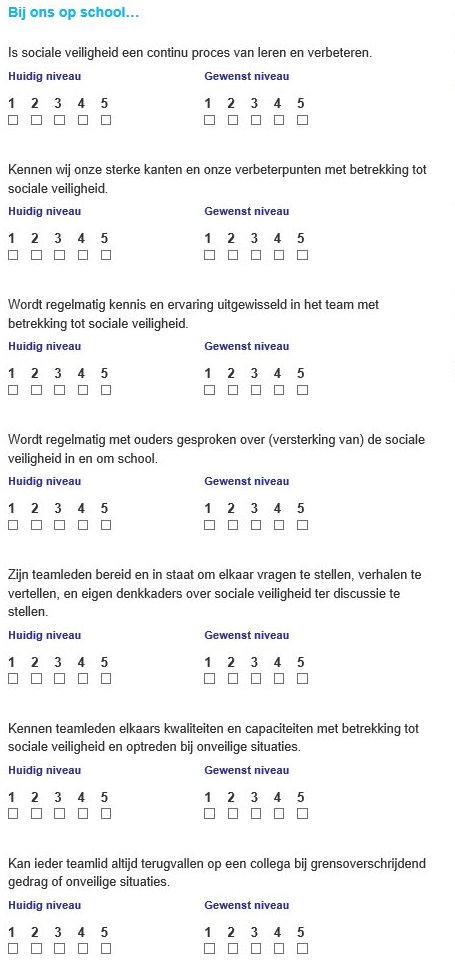 Bij ons op school...
Is sociale veiligheid een continu proces van leren en verbeteren.
Huidig niveau Gewenst niveau
1 2 3 4 5 1 2 3 4 5
Kennen wij onze sterke kanten en onze verbeterpunten met betrekking tot
sociale veiligheid.
Huidig niveau Gewenst niveau
1 2 3 4 5 1 2 3 4 5
Wordt regelmatig kennis en ervaring uitgewisseld in het team met
betrekking tot sociale veiligheid.
Huidig niveau Gewenst niveau
1 2 3 4 5 1 2 3 4 5
Wordt regelmatig met ouders gesproken over (versterking van) de sociale
veiligheid in en om school.
Huidig niveau Gewenst niveau
1 2 3 4 5 1 2 3 4 5
Zijn teamleden bereid en in staat om elkaar vragen te stellen, verhalen te
vertellen, en eigen denkkaders over sociale veiligheid ter discussie te
stellen.
Huidig niveau Gewenst niveau
1 2 3 4 5 1 2 3 4 5
Kennen teamleden elkaars kwaliteiten en capaciteiten met betrekking tot
sociale veiligheid en optreden bij onveilige situaties.
Huidig niveau Gewenst niveau
1 2 3 4 5 1 2 3 4 5
Kan ieder teamlid altijd terugvallen op een collega bij grensoverschrijdend
gedrag of onveilige situaties.
Huidig niveau Gewenst niveau
1 2 3 4 5 1 2 3 4 5